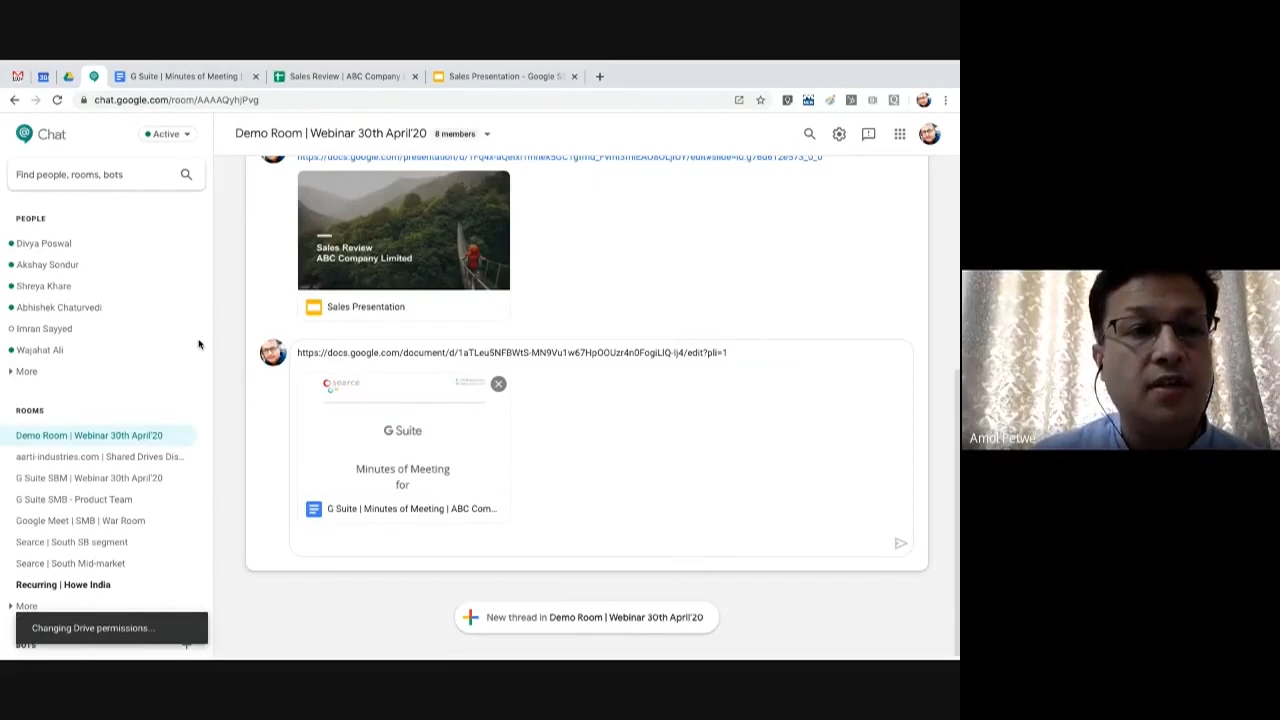 G Suite | Minutes of Meeting |
Sales Review | ABC Company
Sales Presentation - Google S
chat.google.com/room/AAAAQyhjPvg
Chat
Active
Demo Room | Webinar 30th April'20
8 members
Find people, rooms, bots
PEOPLE
Divya Poswal
Akshay Sondur
Shreya Khare
Abhishek Chaturvedi
Imran Sayyed
Wajahat Ali
More
ROOMS
Demo Room | Webinar 30th April'20
aarti-industries.com | Shared Drives Dis...
G Suite SBM | Webinar 30th April'20
G Suite SMB - Product Team
Google Meet | SMB | War Room
Searce | South SB segment
Searce | South Mid-market
Recurring | Howe India
More
Changing Drive permissions...
BOTS
Sales Review
ABC Company Limited
Sales Presentation
https://docs.google.com/document/d/1aTLeu5NFBWtS-MN9Vu1w67HpOOUzr4n0FogiLIQ-Ij4/edit?pli=1
searce
G Suite
Minutes of Meeting
for
G Suite | Minutes of Meeting | ABC Com...
New thread in Demo Room | Webinar 30th April'20
Amol Petwe